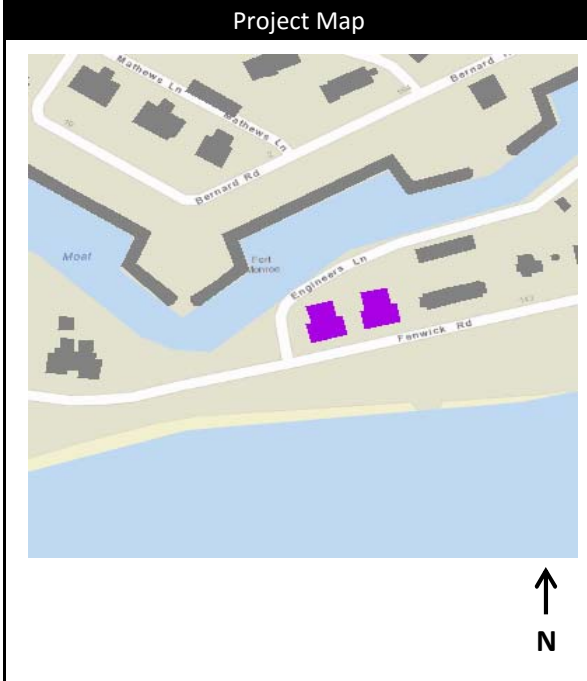 Project Map
Mathews Ln
Mathews Ln
Bernard
Bernard Rd
Moat
Fort
Monroe
Engineers Ln
Fenwick Rd
N